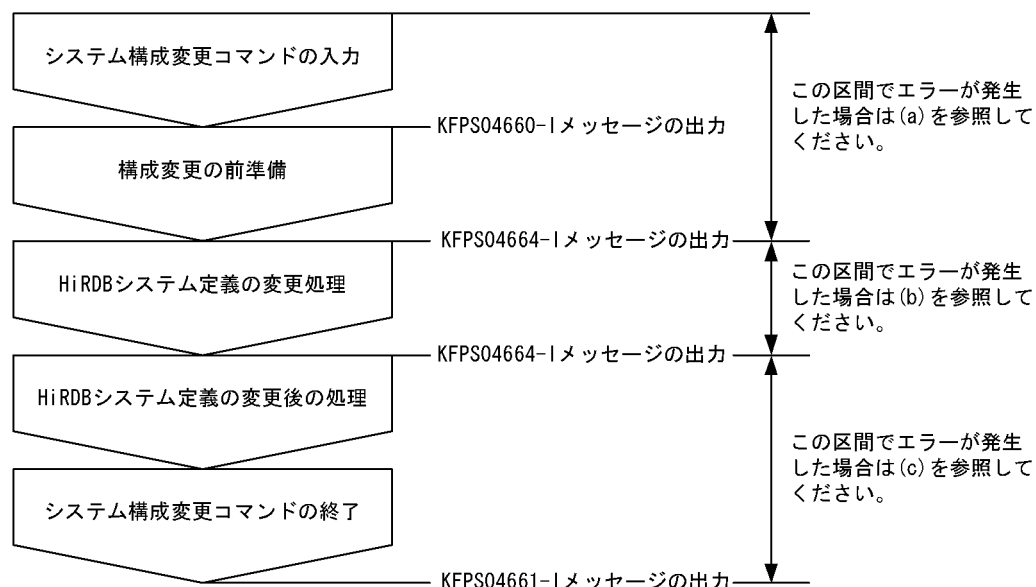 システム構成変更コマンドの入力
KFPS04660-Iメッセージの出力
構成変更の前準備
この区間でエラーが発生
した場合は(a)を参照して
ください。
KFPS04664-Iメッセージの出力
HiRDBシステム定義の変更処理
この区間でエラーが発生
した場合は(b)を参照して
ください。
KFPS04664-Iメッセージの出力
HiRDBシステム定義の変更後の処理
システム構成変更コマンドの終了
この区間でエラーが発生
した場合は(c)を参照して
ください。
KFPS04661-Iメッセージの出力